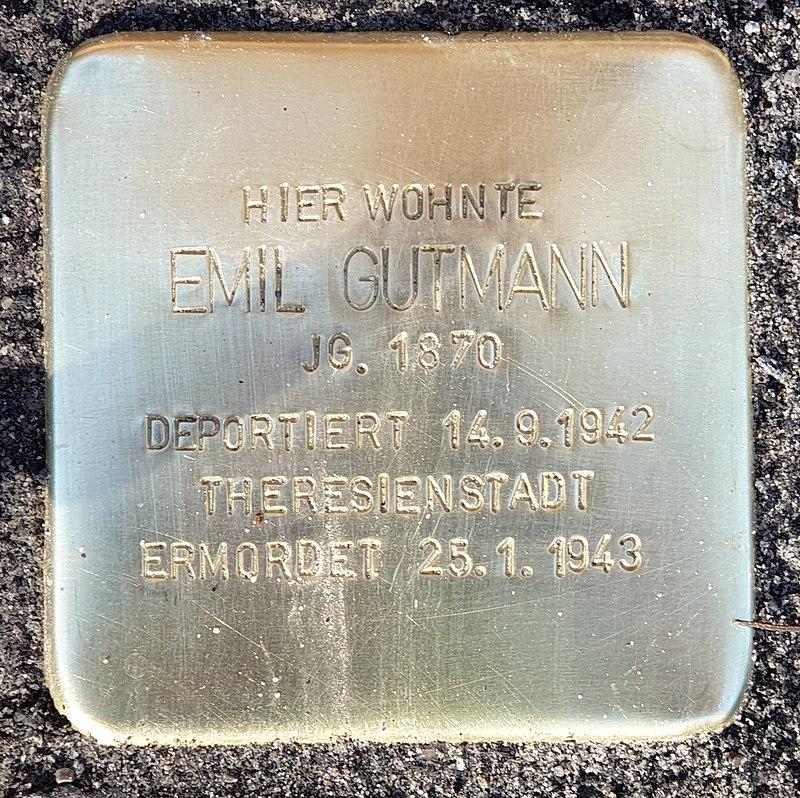 HIER WOHNTE
EMIL GUTMANN
JG. 1870
DEPORTIERT 14.9.1942
THERESIENSTADT
ERMORDET 25.1.1943